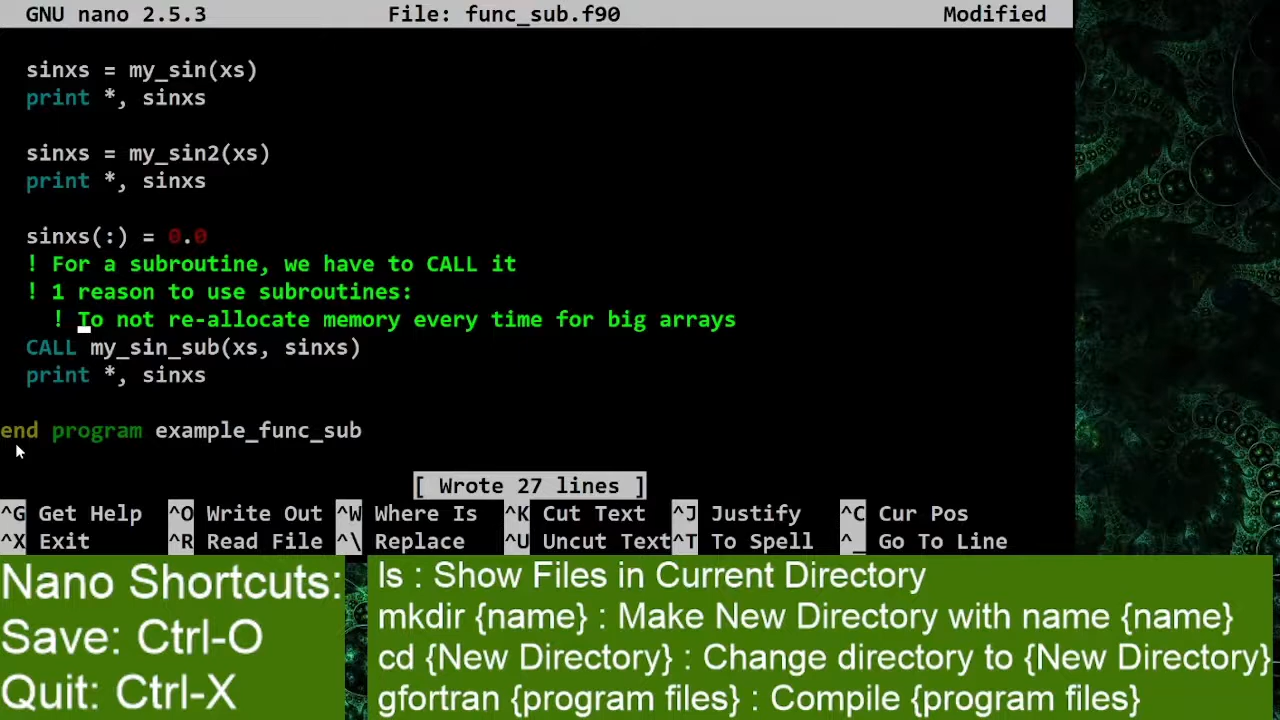 GNU nano 2.5.3 File: func_sub.f90 Modified
sinxs = my_sin(xs)
print *, sinxs
sinxs = my_sin2(xs)
print *, sinxs
sinxs(:) = 0.0
! For a subroutine, we have to CALL it
! 1 reason to use subroutines:
! To not re-allocate memory every time for big arrays
CALL my_sin_sub(xs, sinxs)
print *, sinxs
end program example_func_sub
[ Wrote 27 lines ]
^G Get Help ^O Write Out ^W Where Is ^K Cut Text ^J Justify ^C Cur Pos
^X Exit ^R Read File ^\ Replace ^U Uncut Text ^T To Spell ^_ Go To Line
Nano Shortcuts:
Save: Ctrl-O
Quit: Ctrl-X
ls : Show Files in Current Directory
mkdir {name} : Make New Directory with name {name}
cd {New Directory} : Change directory to {New Directory}
gfortran {program files} : Compile {program files}